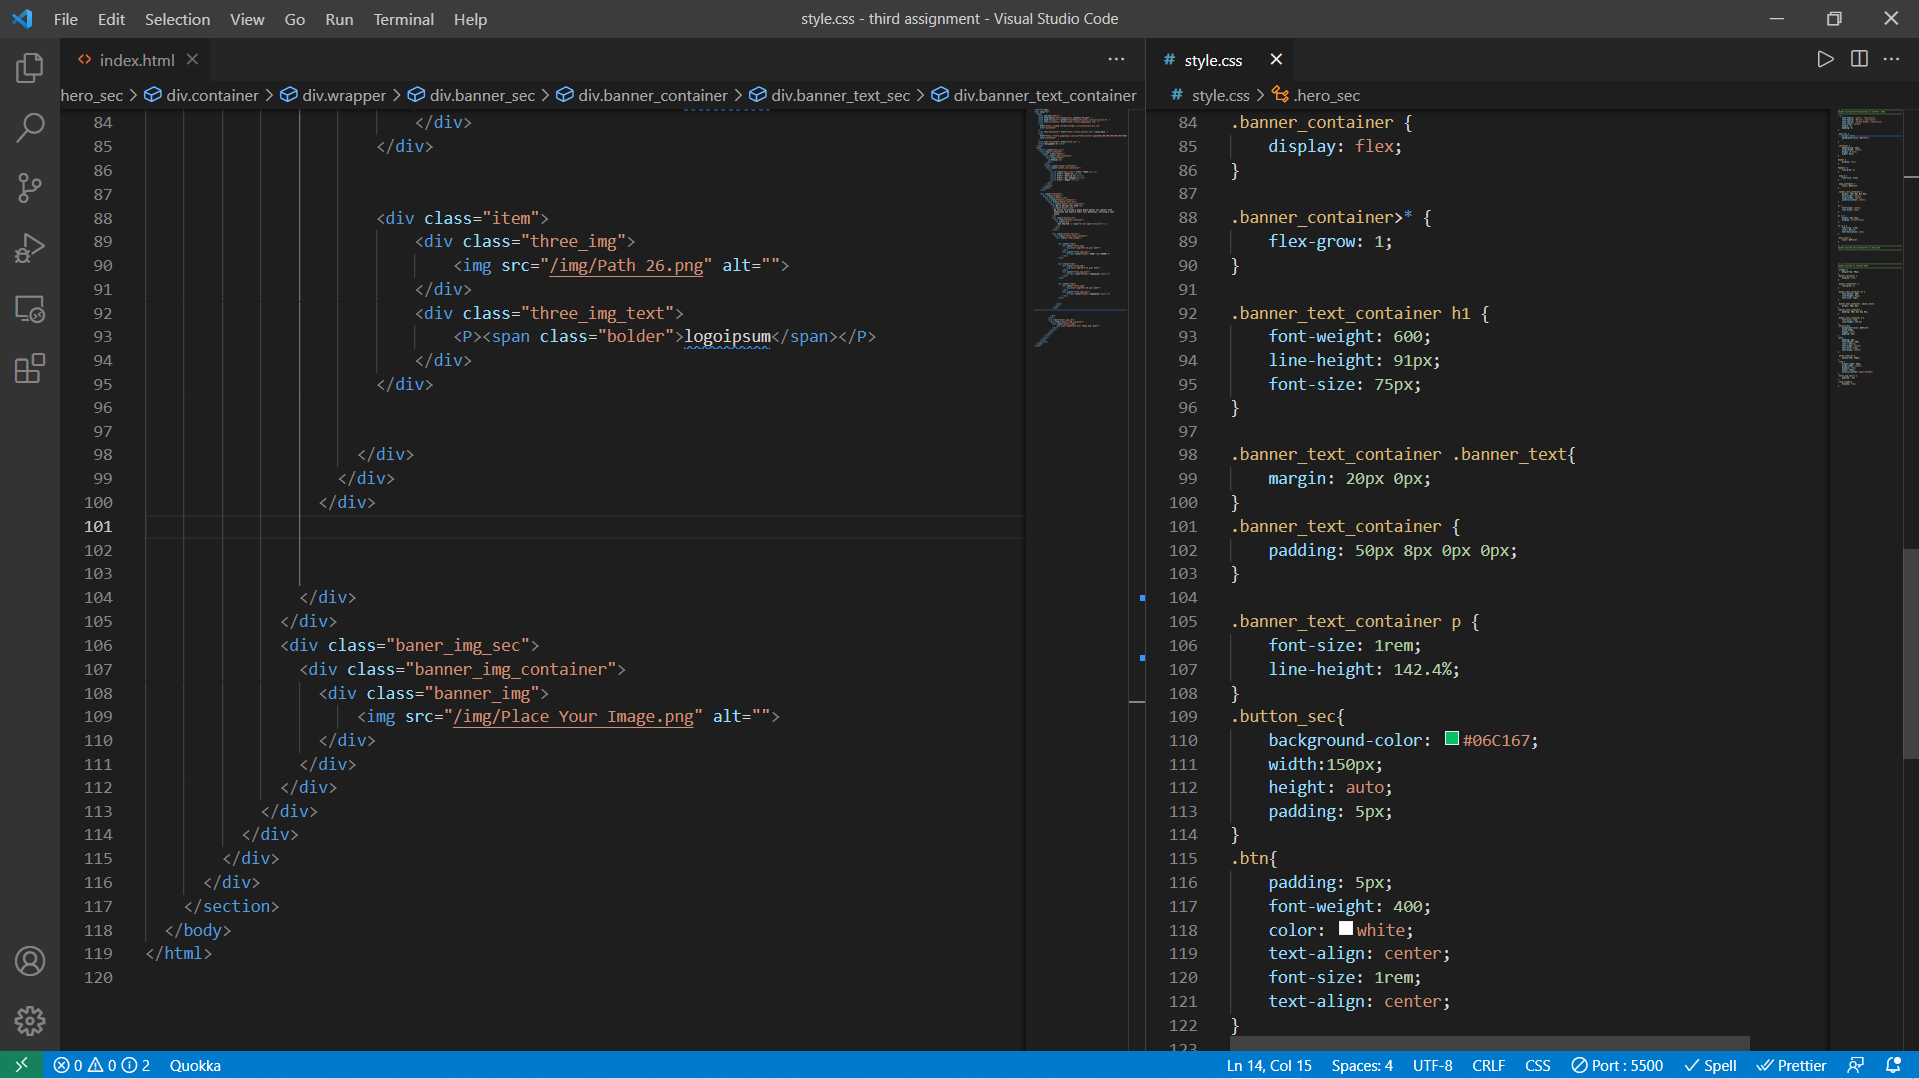 File Edit Selection View Go Run Terminal Help
style.css - third assignment - Visual Studio Code
index.html
style.css
hero_sec > div.container > div.wrapper > div.banner_sec > div.banner_container > div.banner_text_sec > div.banner_text_container
style.css > .hero_sec
84 </div>
85 </div>
86
87
88 <div class="item">
89 <div class="three_img">
90 <img src="/img/Path 26.png" alt="">
91 </div>
92 <div class="three_img_text">
93 <P><span class="bolder">logoipsum</span></P>
94 </div>
95 </div>
96
97
98 </div>
99 </div>
100 </div>
101
102
103
104 </div>
105 </div>
106 <div class="baner_img_sec">
107 <div class="banner_img_container">
108 <div class="banner_img">
109 <img src="/img/Place Your Image.png" alt="">
110 </div>
111 </div>
112 </div>
113 </div>
114 </div>
115 </div>
116 </div>
117 </section>
118 </body>
119 </html>
120
84 .banner_container {
85 display: flex;
86 }
87
88 .banner_container>* {
89 flex-grow: 1;
90 }
91
92 .banner_text_container h1 {
93 font-weight: 600;
94 line-height: 91px;
95 font-size: 75px;
96 }
97
98 .banner_text_container .banner_text{
99 margin: 20px 0px;
100 }
101 .banner_text_container {
102 padding: 50px 8px 0px 0px;
103 }
104
105 .banner_text_container p {
106 font-size: 1rem;
107 line-height: 142.4%;
108 }
109 .button_sec{
110 background-color: #06C167;
111 width:150px;
112 height: auto;
113 padding: 5px;
114 }
115 .btn{
116 padding: 5px;
117 font-weight: 400;
118 color: white;
119 text-align: center;
120 font-size: 1rem;
121 text-align: center;
122 }
123
0 0 2 Quokka
Ln 14, Col 15 Spaces: 4 UTF-8 CRLF CSS Port : 5500 Spell Prettier